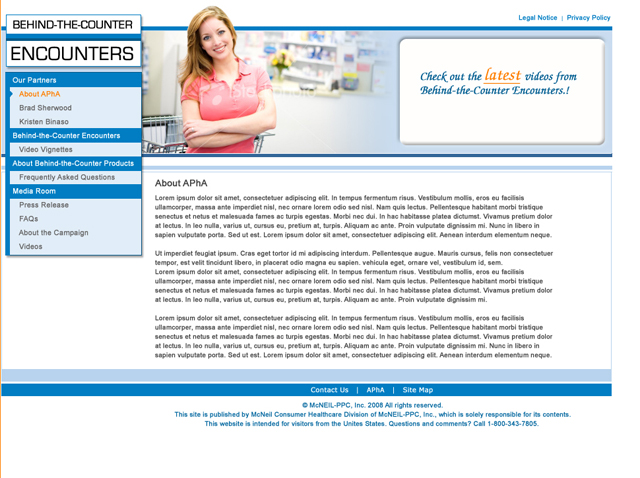 Legal Notice | Privacy Policy
BEHIND-THE-COUNTER
ENCOUNTERS
Check out the latest videos from
Behind-the-Counter Encounters.!
Our Partners
About APhA
Brad Sherwood
Kristen Binaso
Behind-the-Counter Encounters
Video Vignettes
About Behind-the-Counter Products
Frequently Asked Questions
Media Room
Press Release
FAQs
About the Campaign
Videos
About APhA
Lorem ipsum dolor sit amet, consectetuer adipiscing elit. In tempus fermentum risus. Vestibulum mollis, eros eu facilisis
ullamcorper, massa ante imperdiet nisl, nec ornare lorem odio sed nisl. Nam quis lectus. Pellentesque habitant morbi tristique
senectus et netus et malesuada fames ac turpis egestas. Morbi nec dui. In hac habitasse platea dictumst. Vivamus pretium dolor
at lectus. In leo nulla, varius ut, cursus eu, pretium at, turpis. Aliquam ac ante. Proin vulputate dignissim mi. Nunc in libero in
sapien vulputate porta. Sed ut est. Lorem ipsum dolor sit amet, consectetuer adipiscing elit. Aenean interdum elementum neque.
Ut imperdiet feugiat ipsum. Cras eget tortor id mi adipiscing interdum. Pellentesque augue. Mauris cursus, felis non consectetuer
tempor, est velit tincidunt libero, in placerat odio magna eu sapien. vehicula eget, ornare vel, vestibulum id, sem.
Lorem ipsum dolor sit amet, consectetuer adipiscing elit. In tempus fermentum risus. Vestibulum mollis, eros eu facilisis
ullamcorper, massa ante imperdiet nisl, nec ornare lorem odio sed nisl. Nam quis lectus. Pellentesque habitant morbi tristique
senectus et netus et malesuada fames ac turpis egestas. Morbi nec dui. In hac habitasse platea dictumst. Vivamus pretium dolor
at lectus. In leo nulla, varius ut, cursus eu, pretium at, turpis. Aliquam ac ante. Proin vulputate dignissim mi.
Lorem ipsum dolor sit amet, consectetuer adipiscing elit. In tempus fermentum risus. Vestibulum mollis, eros eu facilisis
ullamcorper, massa ante imperdiet nisl, nec ornare lorem odio sed nisl. Nam quis lectus. Pellentesque habitant morbi tristique
senectus et netus et malesuada fames ac turpis egestas. Morbi nec dui. In hac habitasse platea dictumst. Vivamus pretium dolor
at lectus. In leo nulla, varius ut, cursus eu, pretium at, turpis. Aliquam ac ante. Proin vulputate dignissim mi. Nunc in libero in
sapien vulputate porta. Sed ut est. Lorem ipsum dolor sit amet, consectetuer adipiscing elit. Aenean interdum elementum neque.
Contact Us | APhA | Site Map
© McNEIL-PPC, Inc. 2008 All rights reserved.
This site is published by McNeil Consumer Healthcare Division of McNEIL-PPC, Inc., which is solely responsible for its contents.
This website is intended for visitors from the Unites States. Questions and comments? Call 1-800-343-7805.